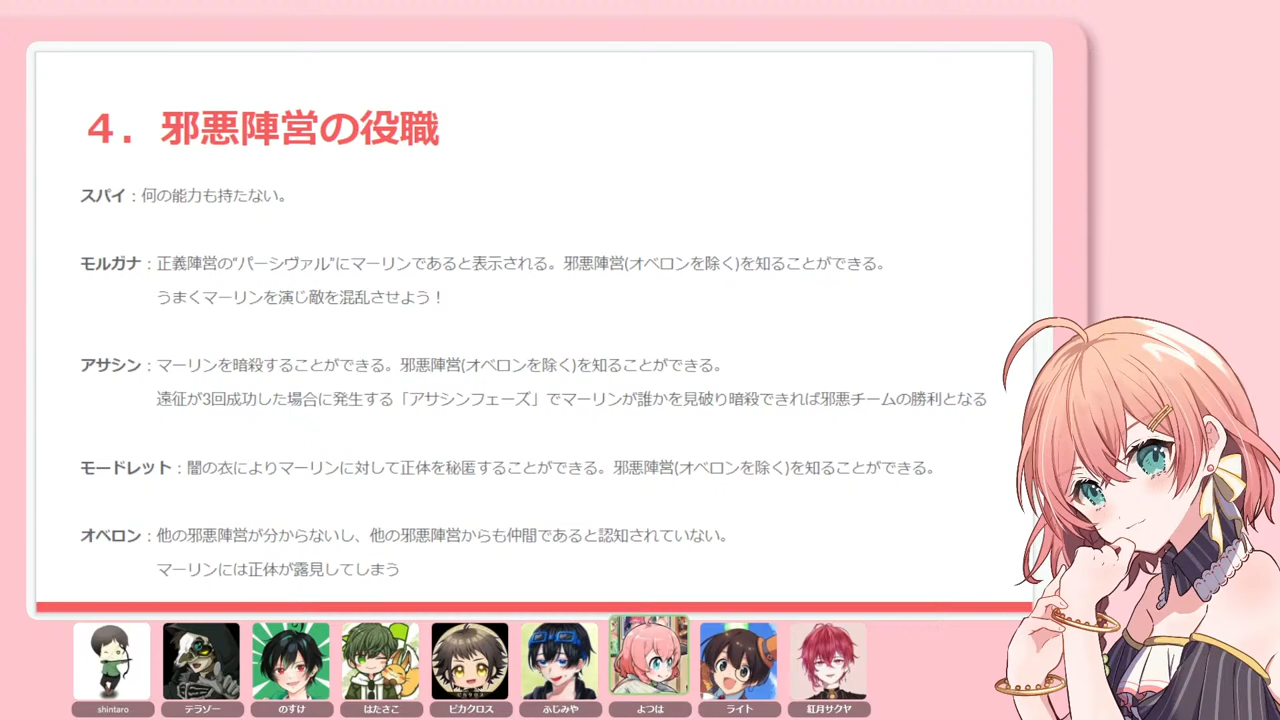 ４．邪悪陣営の役職
スパイ：何の能力も持たない。
モルガナ：正義陣営の“パーシヴァル”にマーリンであると表示される。邪悪陣営(オベロンを除く)を知ることができる。
うまくマーリンを演じ敵を混乱させよう！
アサシン：マーリンを暗殺することができる。邪悪陣営(オベロンを除く)を知ることができる。
遠征が3回成功した場合に発生する「アサシンフェーズ」でマーリンが誰かを見破り暗殺できれば邪悪チームの勝利となる
モードレット：闇の衣によりマーリンに対して正体を秘匿することができる。邪悪陣営(オベロンを除く)を知ることができる。
オベロン：他の邪悪陣営が分からないし、他の邪悪陣営からも仲間であると認知されていない。
マーリンには正体が露見してしまう
shintaro
テラゾー
のすけ
はたさこ
ピカクロス
ふじみや
よつは
ライト
紅月サクヤ